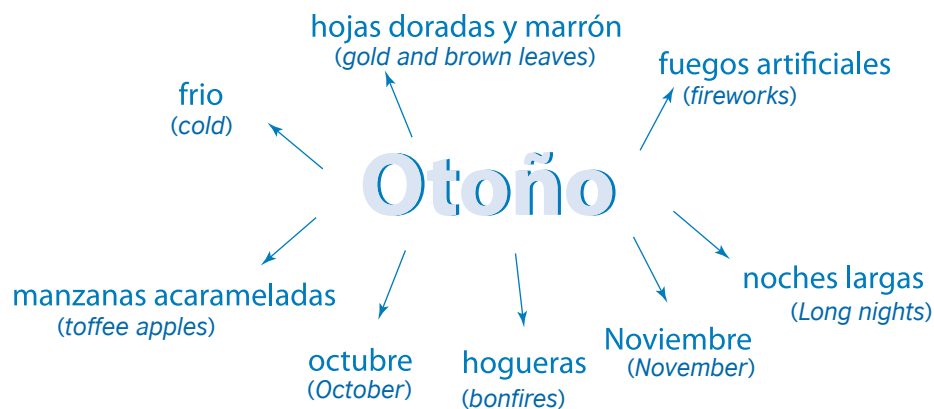 hojas doradas y marrón
(gold and brown leaves)
fuegos artificiales
(fireworks)
frio
(cold)
Otoño
manzanas acarameladas
(toffee apples)
noches largas
(Long nights)
octubre
(October)
hogueras
(bonfires)
Noviembre
(November)